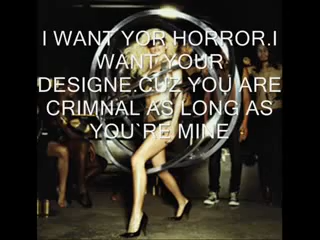 I WANT YOR HORROR.I
WANT YOUR
DESIGNE.CUZ YOU ARE
CRIMNAL AS LONG AS
YOU`RE MINE